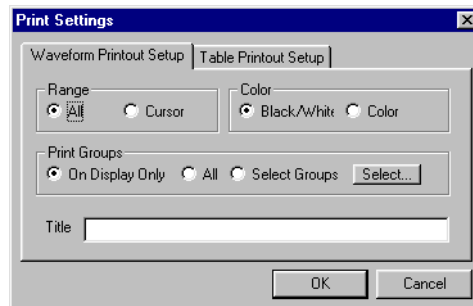 Print Settings
Waveform Printout Setup Table Printout Setup
Range Color
All Cursor Black/White Color
Print Groups
On Display Only All Select Groups Select...
Title
OK Cancel